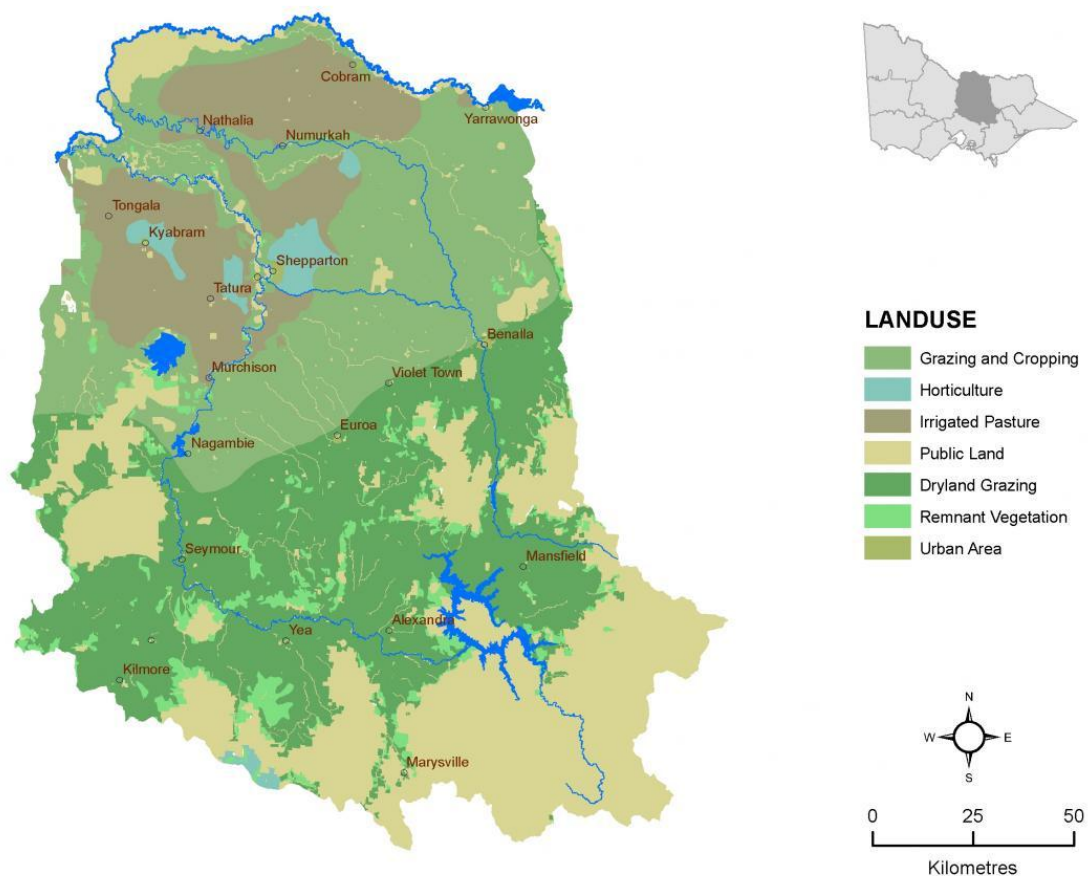 Cobram
Yarrawonga
Nathalia
Numurkah
Tongala
Kyabram
Shepparton
Tatura
Benalla
Murchison
Violet Town
Euroa
Nagambie
Seymour
Mansfield
Alexandra
Yea
Kilmore
Marysville
LANDUSE
Grazing and Cropping
Horticulture
Irrigated Pasture
Public Land
Dryland Grazing
Remnant Vegetation
Urban Area
N
W E
S
0 25 50
Kilometres